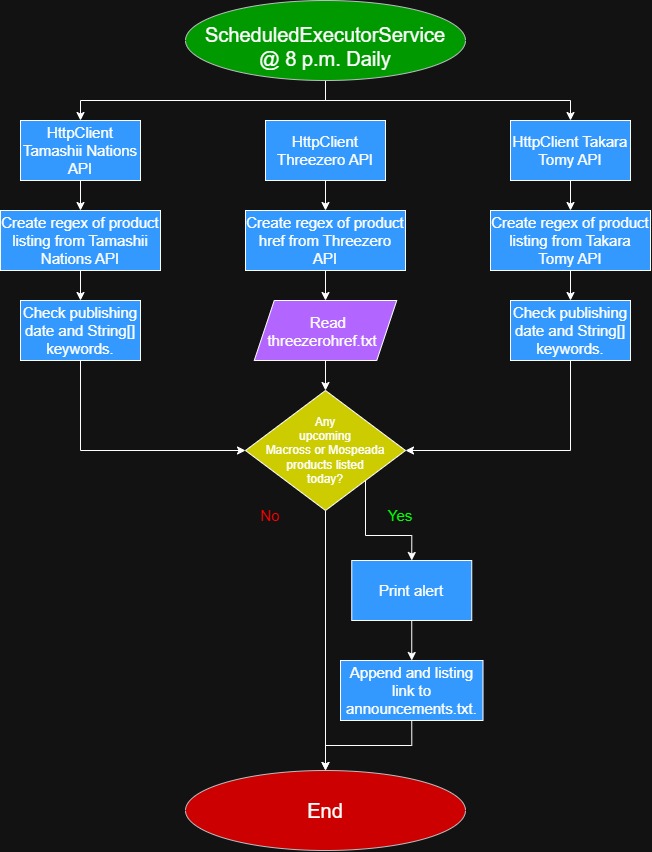 ScheduledExecutorService
@ 8 p.m. Daily
HttpClient
Tamashii Nations
API
HttpClient
Threezero API
HttpClient Takara
Tomy API
Create regex of product
listing from Tamashii
Nations API
Create regex of product
href from Threezero
API
Create regex of product
listing from Takara
Tomy API
Check publishing
date and String[]
keywords.
Read
threezerohref.txt
Check publishing
date and String[]
keywords.
Any
upcoming
Macross or Mospeada
products listed
today?
No
Yes
Print alert
Append and listing
link to
announcements.txt.
End